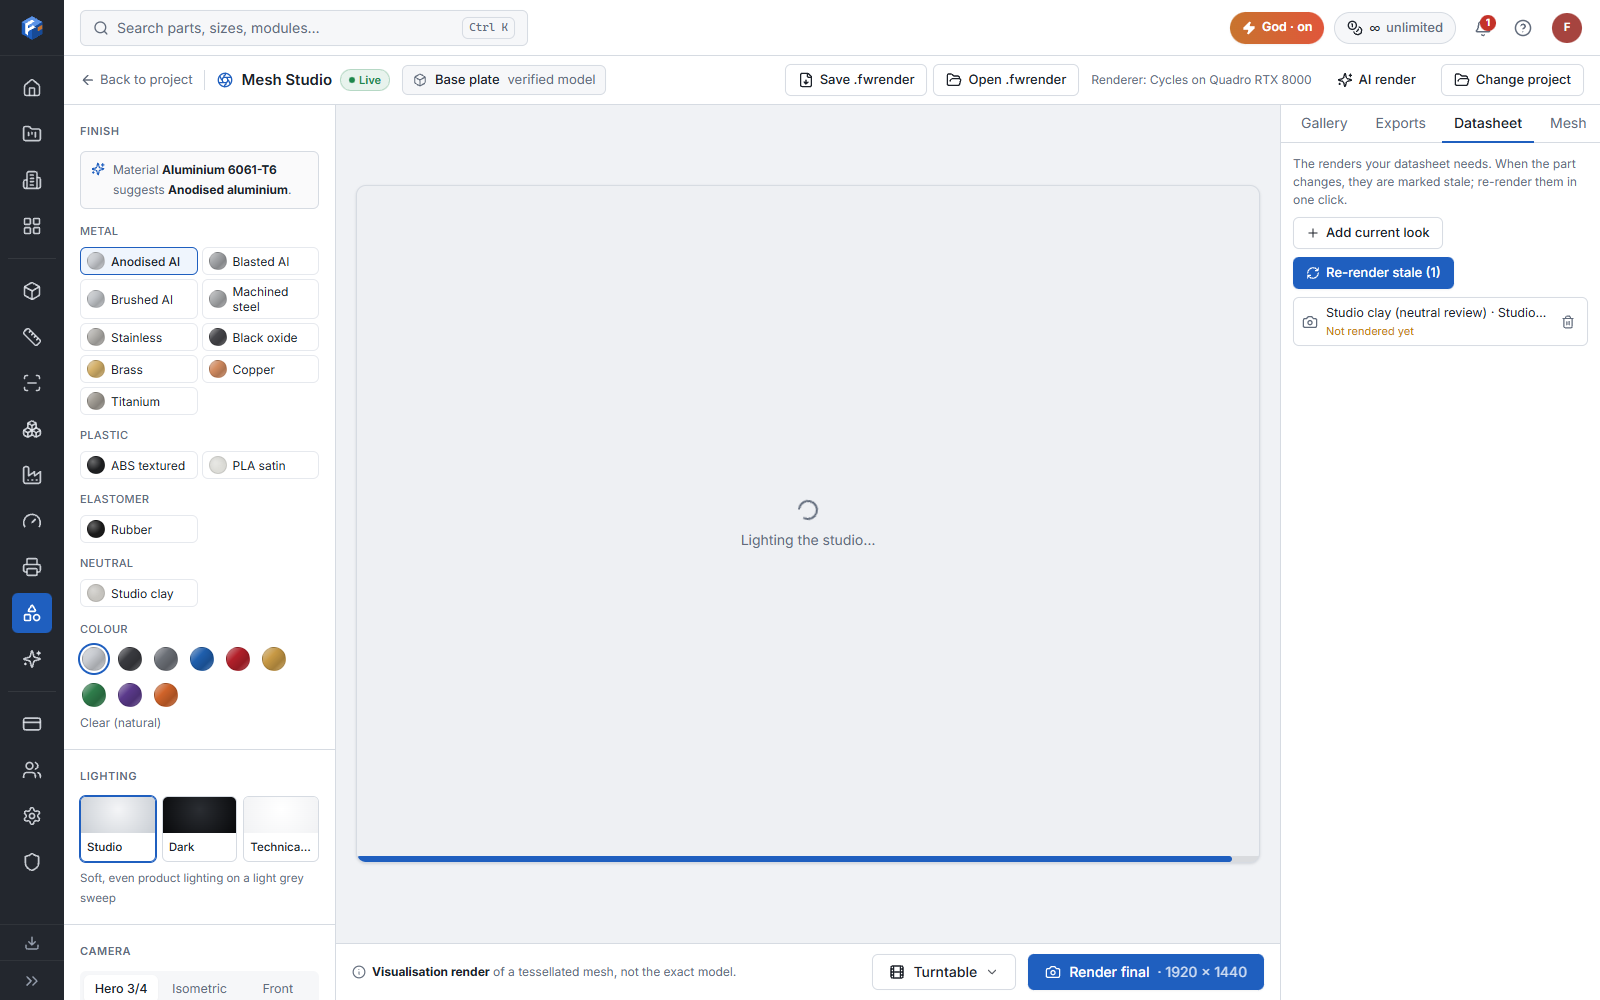 Search parts, sizes, modules...
Ctrl K
God · on
∞ unlimited
1
F
Back to project
Mesh Studio
Live
Base plate verified model
Save .fwrender
Open .fwrender
Renderer: Cycles on Quadro RTX 8000
AI render
Change project
FINISH
Material Aluminium 6061-T6
suggests Anodised aluminium.
METAL
Anodised Al
Blasted Al
Brushed Al
Machined
steel
Stainless
Black oxide
Brass
Copper
Titanium
PLASTIC
ABS textured
PLA satin
ELASTOMER
Rubber
NEUTRAL
Studio clay
COLOUR
Clear (natural)
LIGHTING
Studio
Dark
Technica...
Soft, even product lighting on a light grey
sweep
CAMERA
Hero 3/4
Isometric
Front
Lighting the studio...
Visualisation render of a tessellated mesh, not the exact model.
Turntable
Render final · 1920 × 1440
Gallery
Exports
Datasheet
Mesh
The renders your datasheet needs. When the part
changes, they are marked stale; re-render them in
one click.
Add current look
Re-render stale (1)
Studio clay (neutral review) · Studio...
Not rendered yet